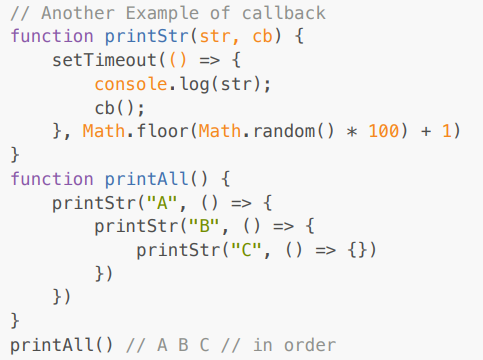 // Another Example of callback
function printStr(str, cb) {
    setTimeout(() => {
        console.log(str);
        cb();
    }, Math.floor(Math.random() * 100) + 1)
}
function printAll() {
    printStr("A", () => {
        printStr("B", () => {
            printStr("C", () => {})
        })
    })
}
printAll() // A B C // in order